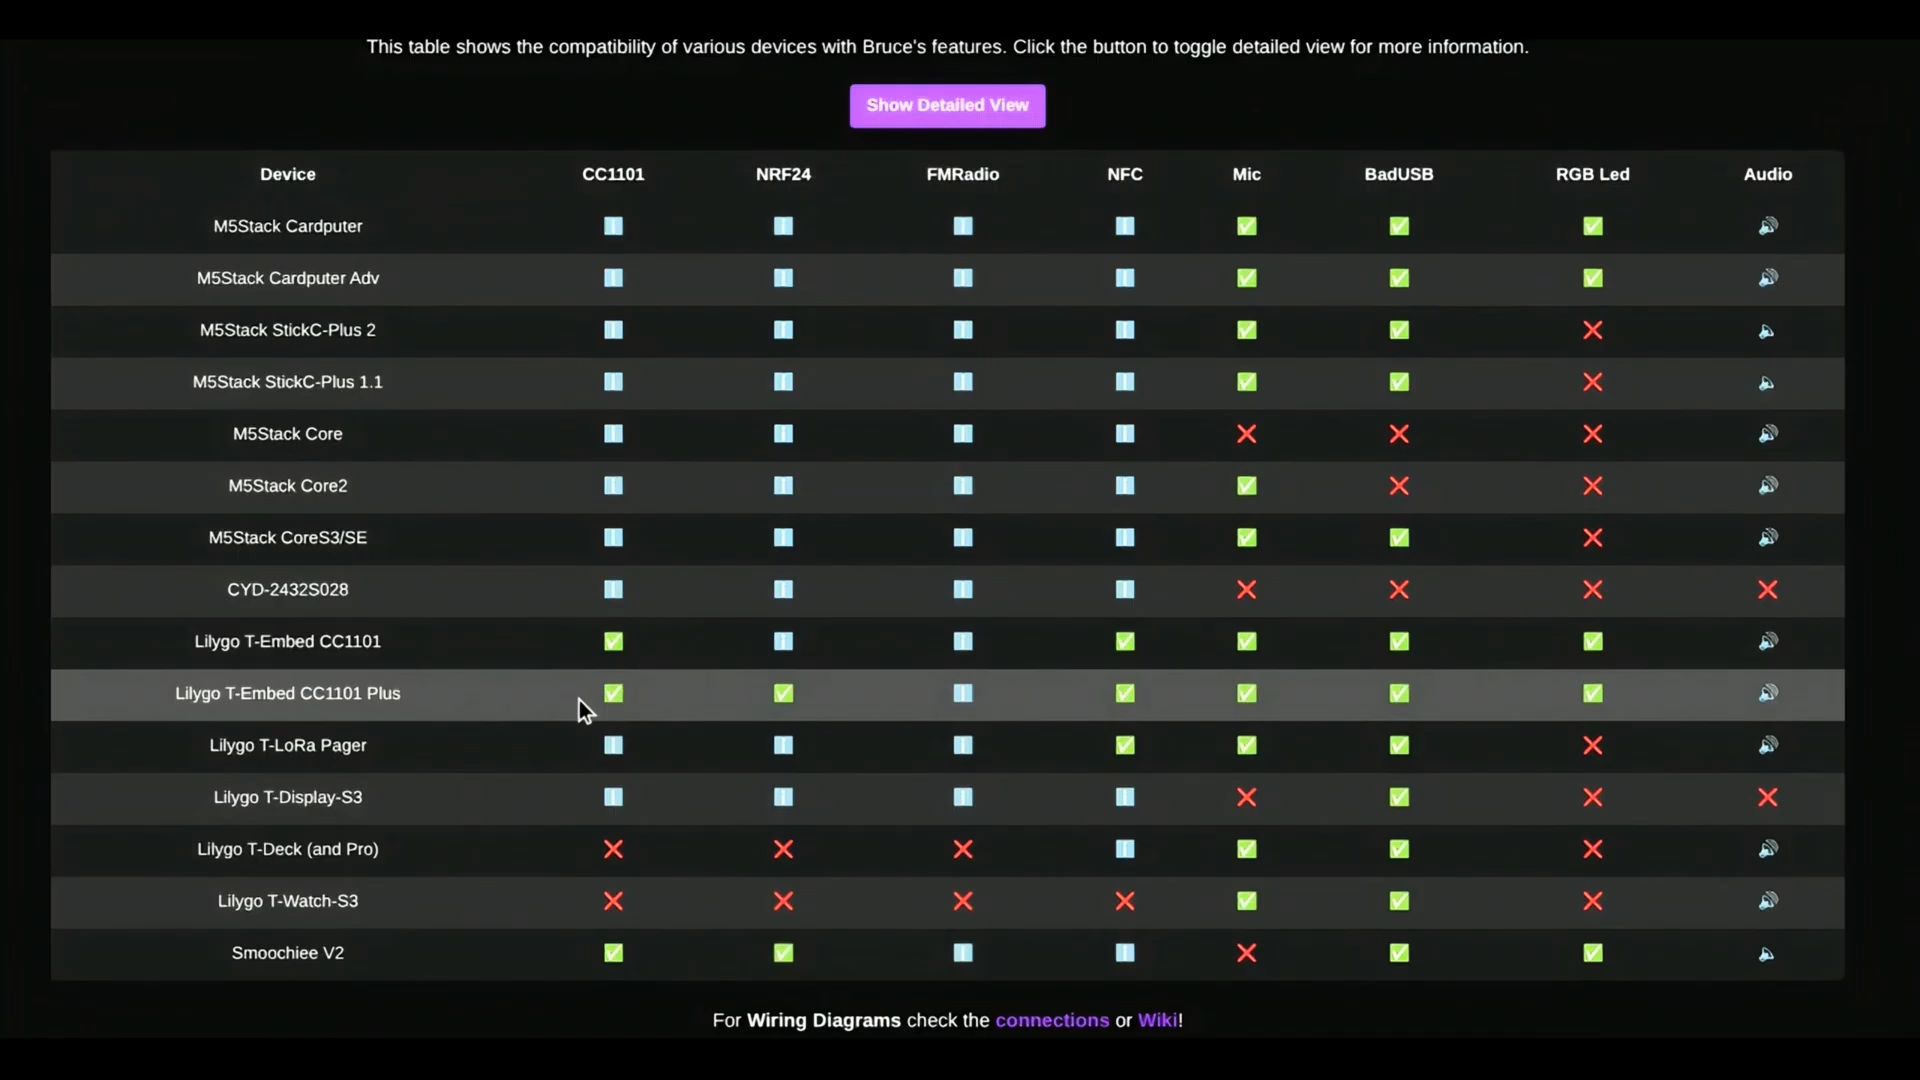 This table shows the compatibility of various devices with Bruce's features. Click the button to toggle detailed view for more information.
Show Detailed View
Device CC1101 NRF24 FMRadio NFC Mic BadUSB RGB Led Audio
M5Stack Cardputer
M5Stack Cardputer Adv
M5Stack StickC-Plus 2
M5Stack StickC-Plus 1.1
M5Stack Core
M5Stack Core2
M5Stack CoreS3/SE
CYD-2432S028
Lilygo T-Embed CC1101
Lilygo T-Embed CC1101 Plus
Lilygo T-LoRa Pager
Lilygo T-Display-S3
Lilygo T-Deck (and Pro)
Lilygo T-Watch-S3
Smoochiee V2
For Wiring Diagrams check the connections or Wiki!